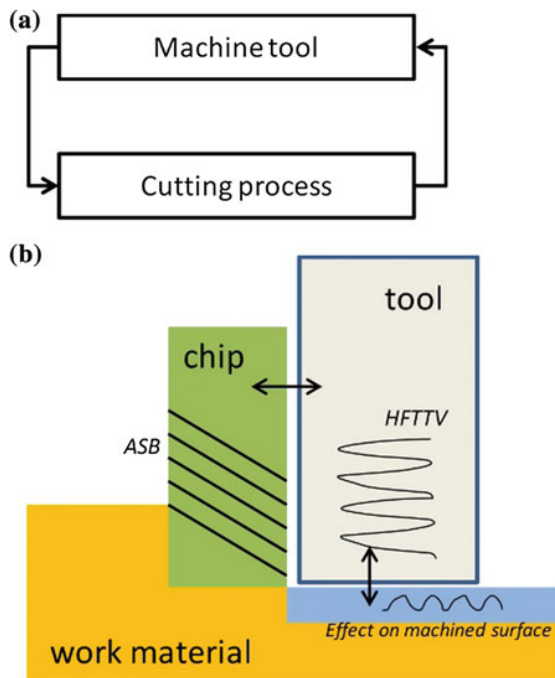 (a)
Machine tool
Cutting process
(b)
tool
chip
HFTTV
ASB
Effect on machined surface
work material